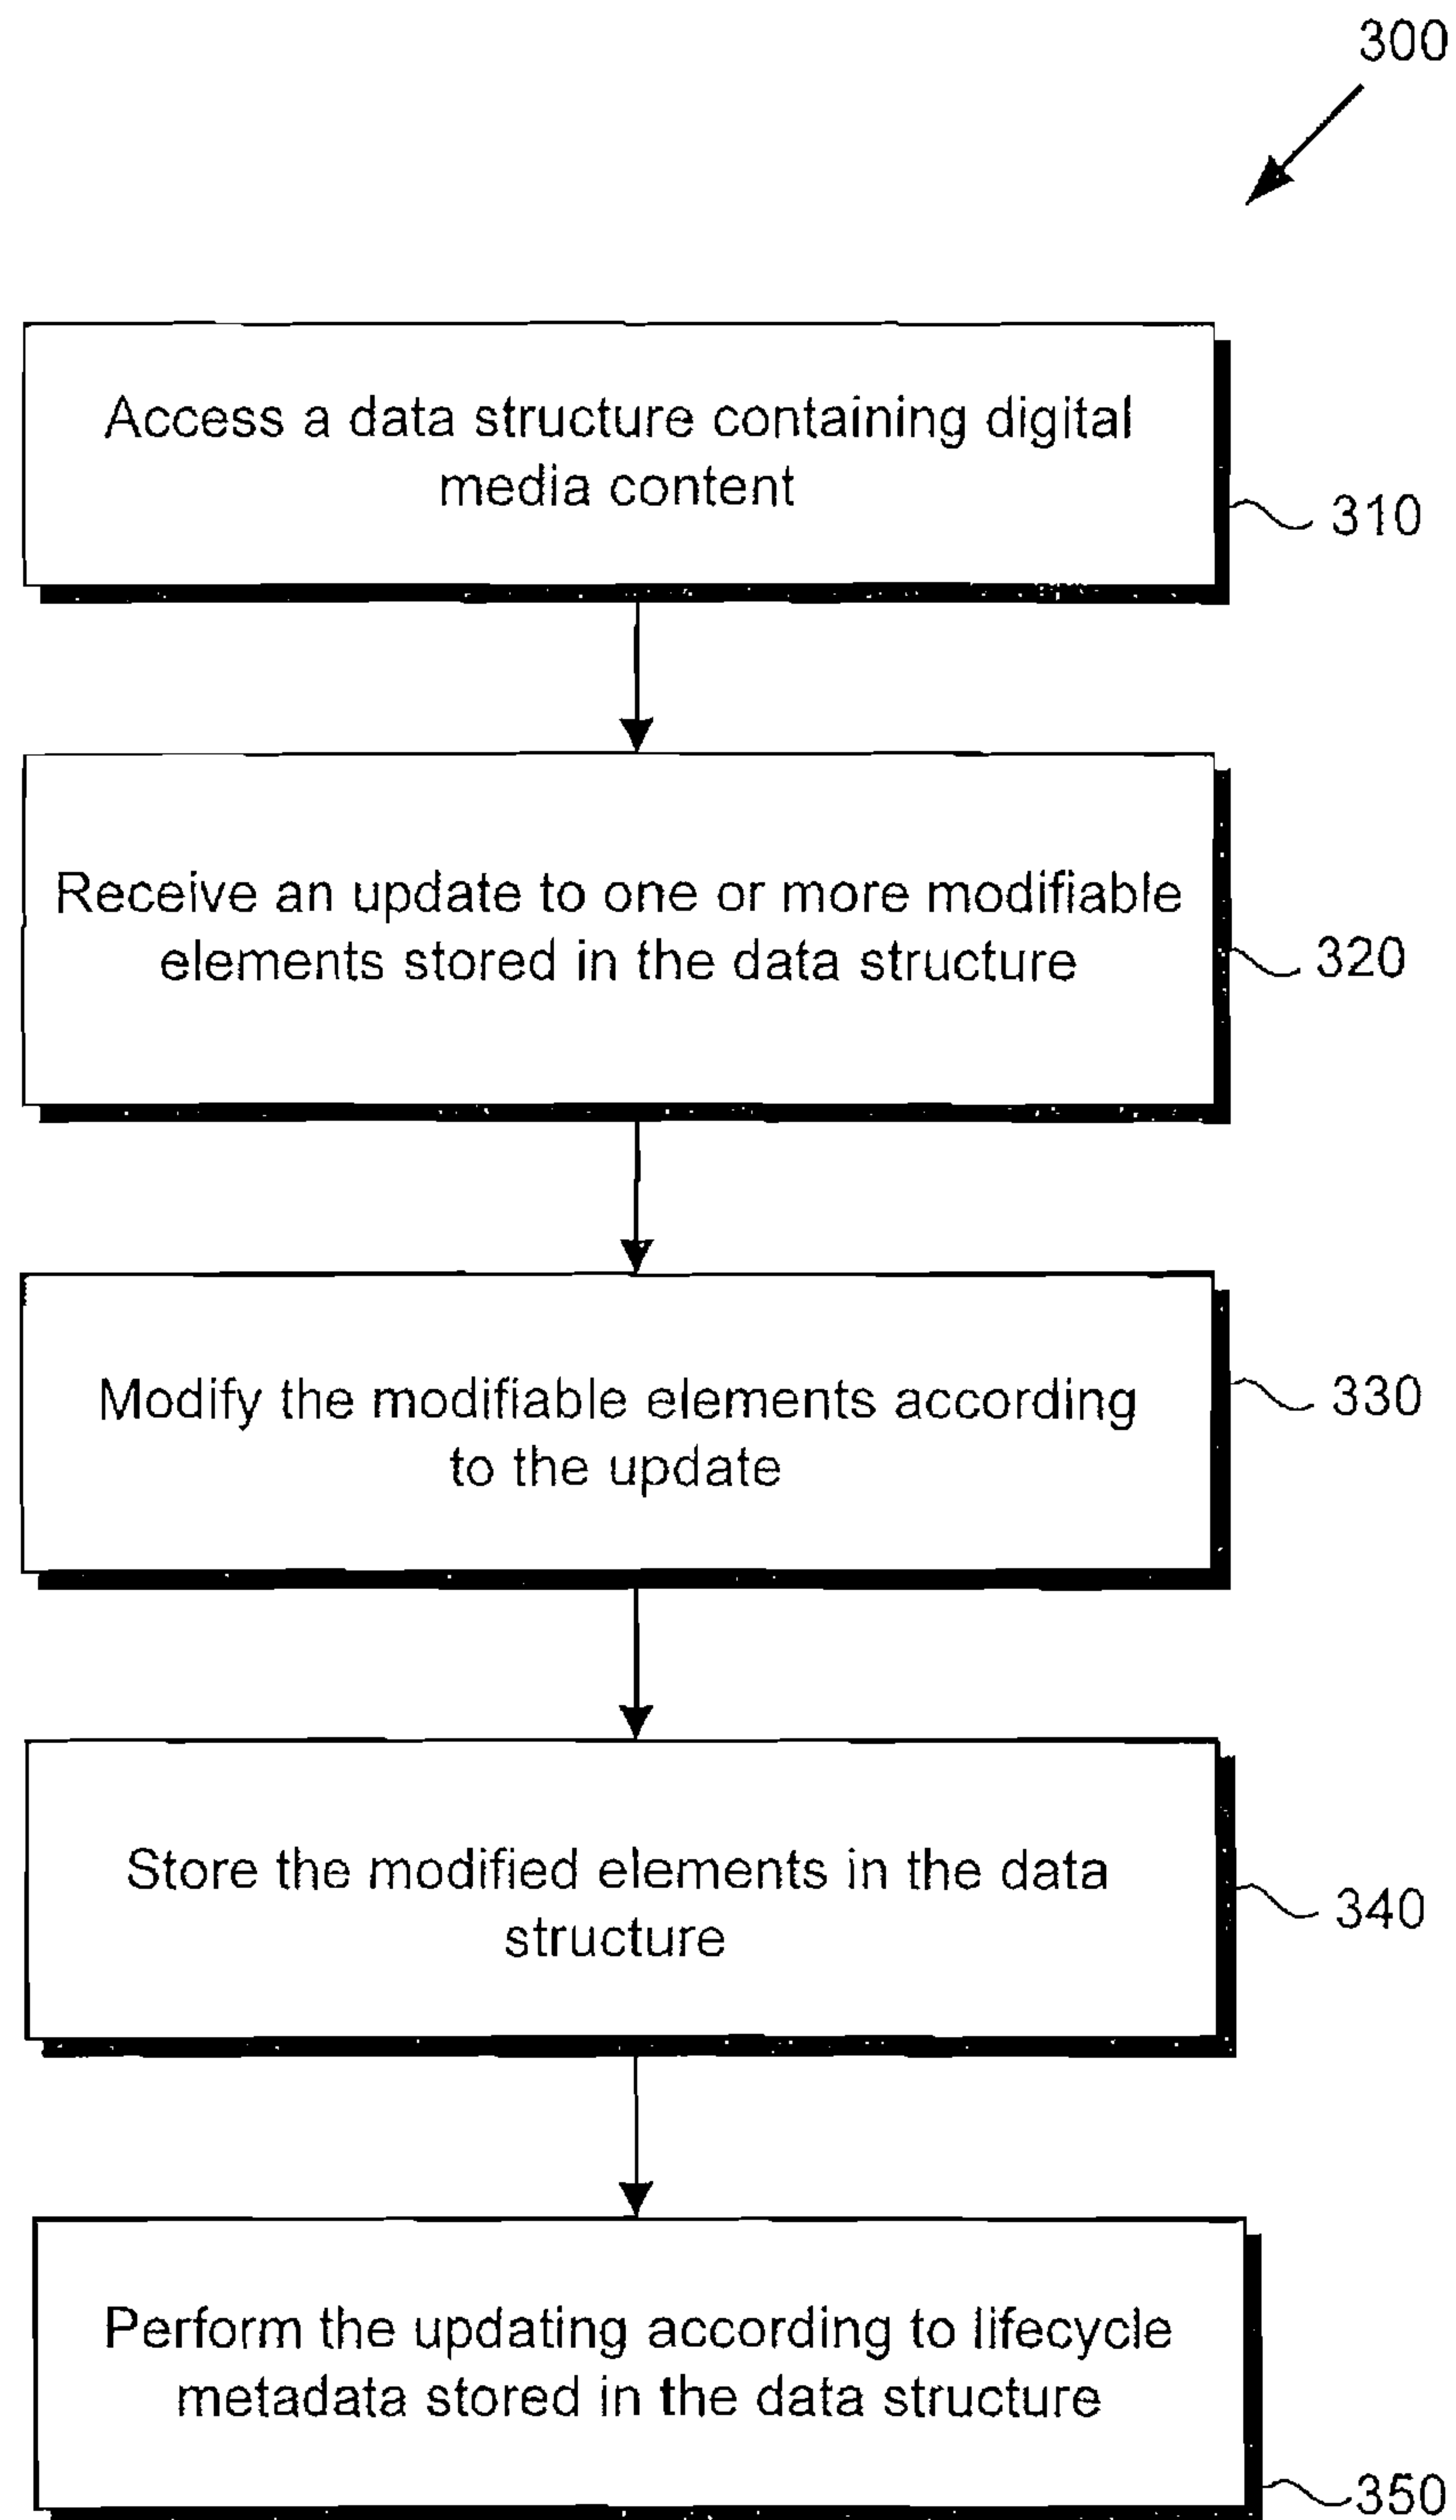 300
Access a data structure containing digital
media content
310
Receive an update to one or more modifiable
elements stored in the data structure
320
Modify the modifiable elements according
to the update
330
Store the modified elements in the data
structure
340
Perform the updating according to lifecycle
metadata stored in the data structure
350